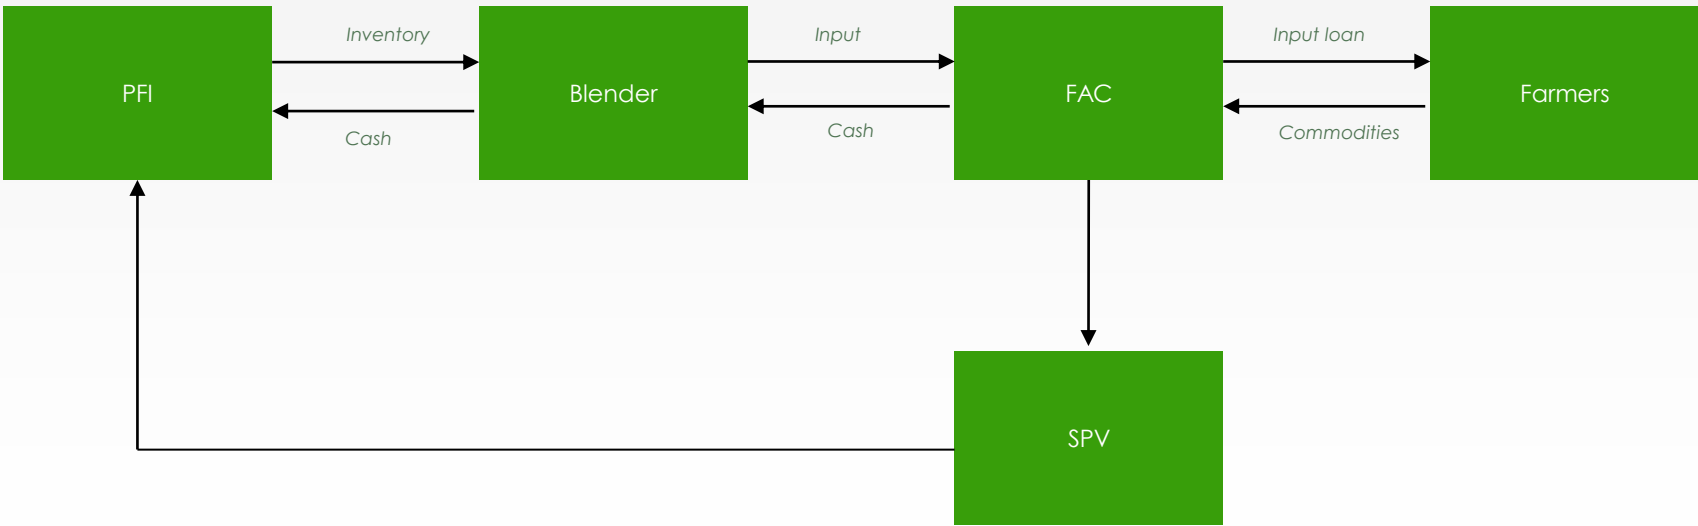 Inventory
Input
Input loan
PFI
Blender
FAC
Farmers
Cash
Cash
Commodities
SPV